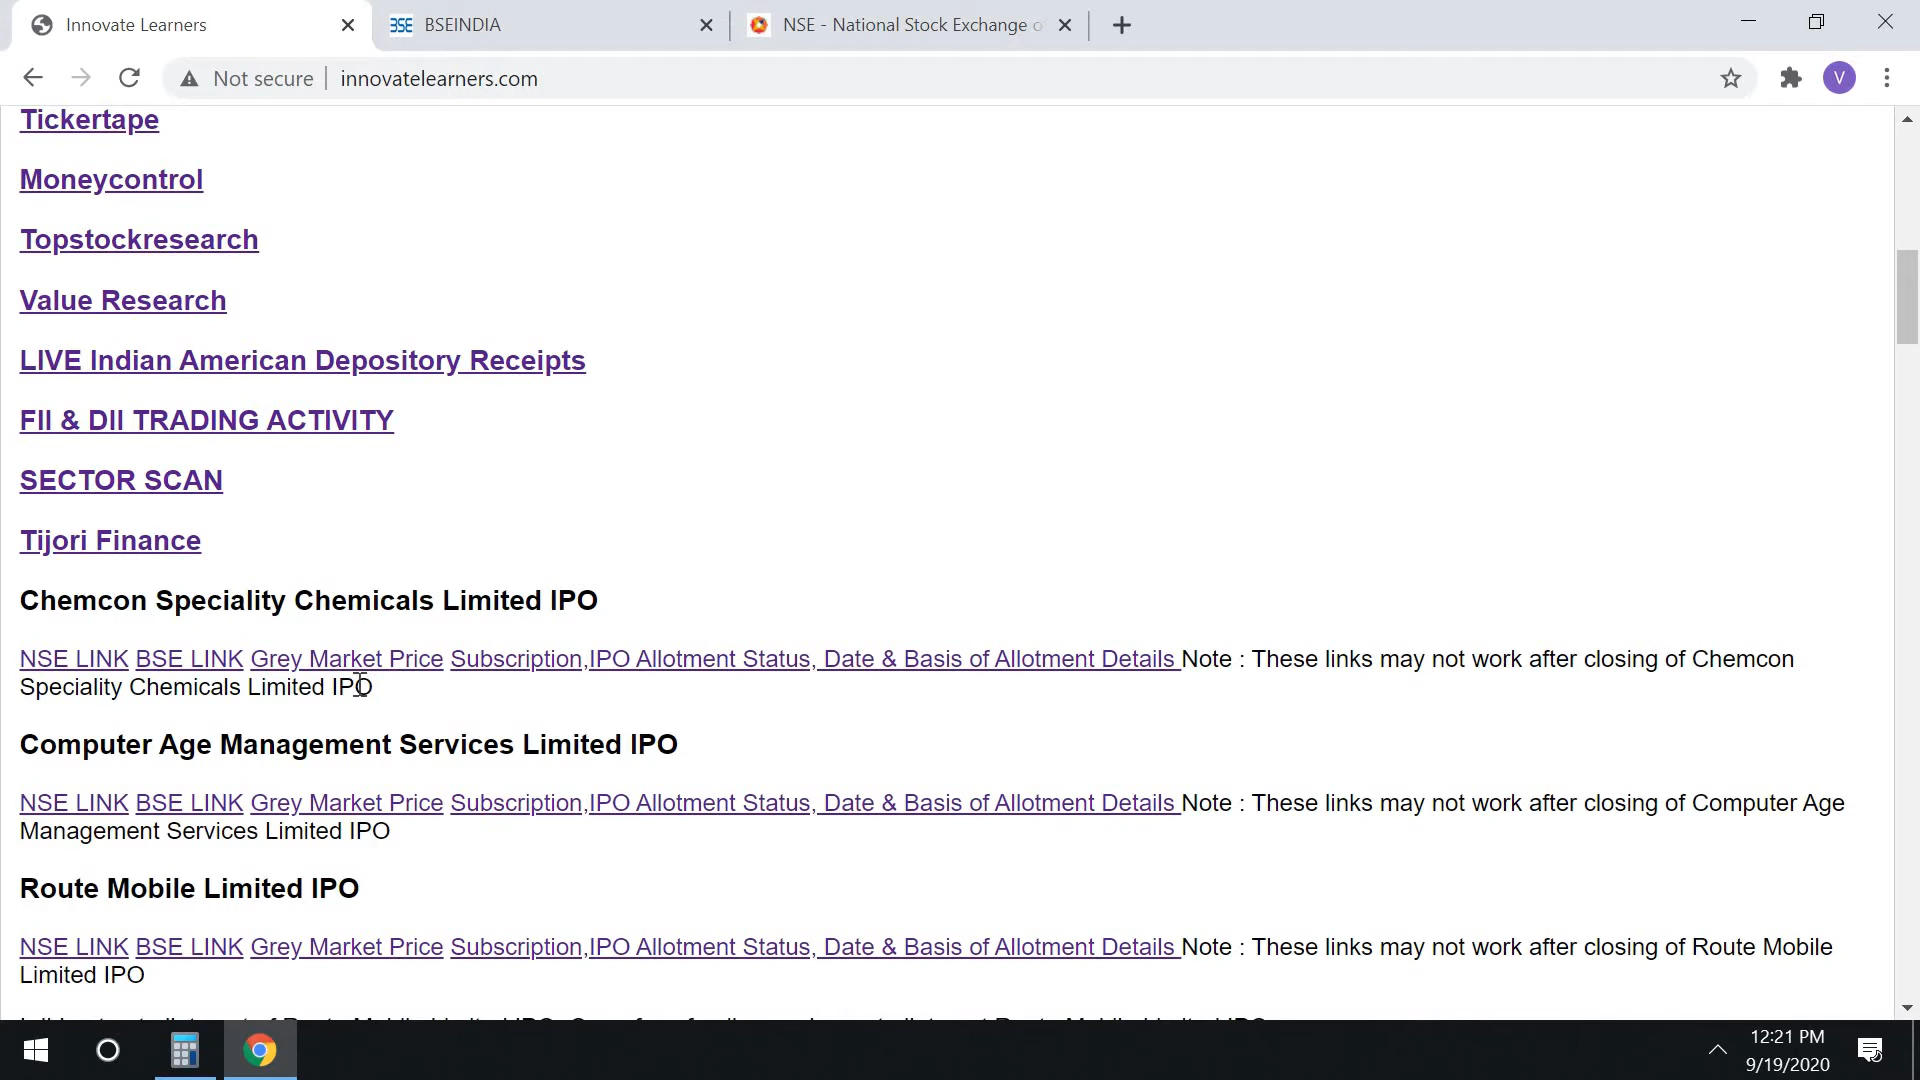 Innovate Learners
BSEINDIA
NSE - National Stock Exchange o
Not secure
innovatelearners.com
V
Tickertape
Moneycontrol
Topstockresearch
Value Research
LIVE Indian American Depository Receipts
FII & DII TRADING ACTIVITY
SECTOR SCAN
Tijori Finance
Chemcon Speciality Chemicals Limited IPO
NSE LINK BSE LINK Grey Market Price Subscription,IPO Allotment Status, Date & Basis of Allotment Details Note : These links may not work after closing of Chemcon
Speciality Chemicals Limited IPO
Computer Age Management Services Limited IPO
NSE LINK BSE LINK Grey Market Price Subscription,IPO Allotment Status, Date & Basis of Allotment Details Note : These links may not work after closing of Computer Age
Management Services Limited IPO
Route Mobile Limited IPO
NSE LINK BSE LINK Grey Market Price Subscription,IPO Allotment Status, Date & Basis of Allotment Details Note : These links may not work after closing of Route Mobile
Limited IPO
12:21 PM
9/19/2020